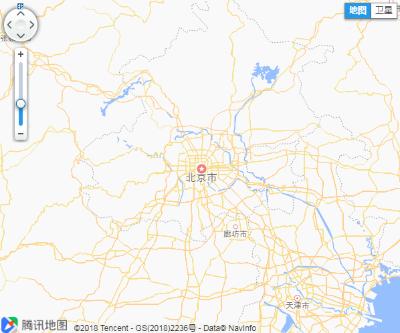 地图 卫星
北京市
廊坊市
天津市
腾讯地图 ©2018 Tencent - GS(2018)2236号 - Data© NavInfo